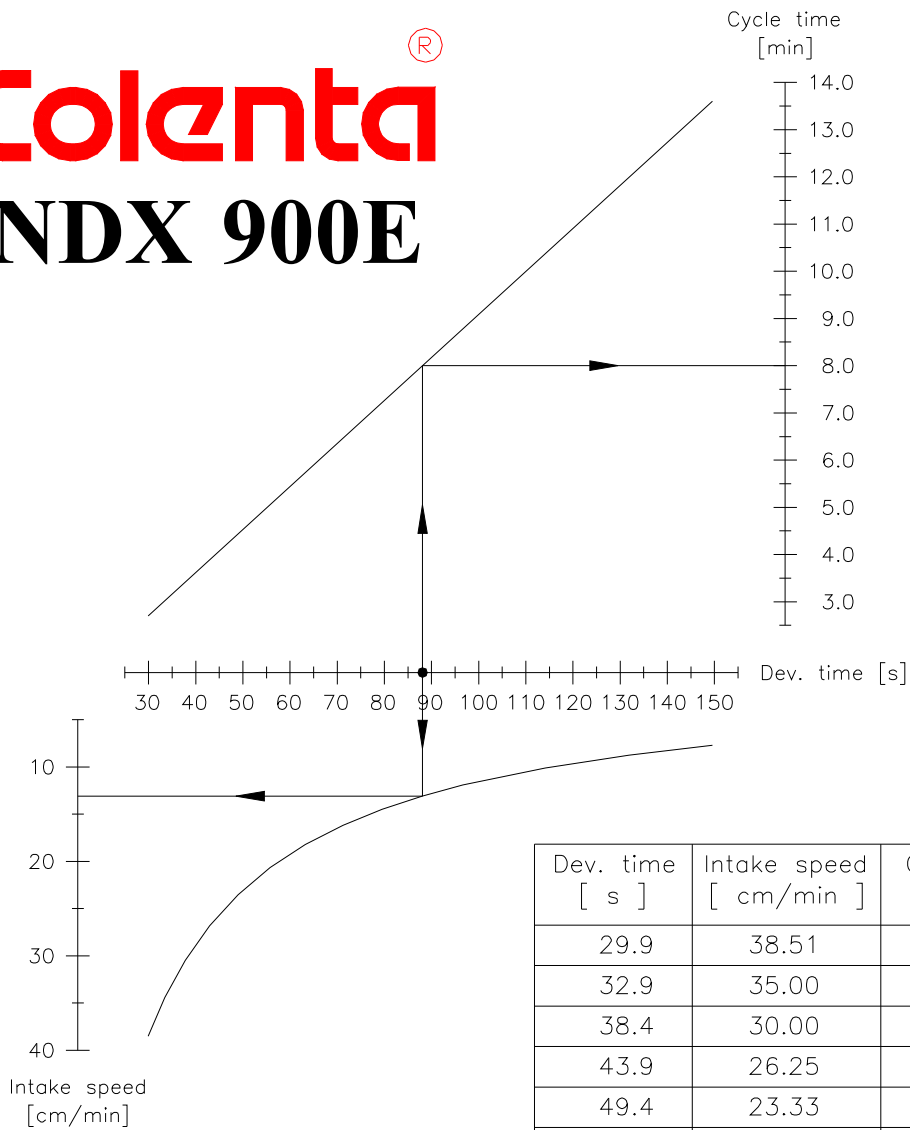 Cycle time
[min]
®
Colenta
NDX 900E
14.0
13.0
12.0
11.0
10.0
9.0
8.0
7.0
6.0
5.0
4.0
3.0
Dev. time [s]
30 40 50 60 70 80 90 100 110 120 130 140 150
10
20
30
40
Intake speed
[cm/min]
Dev. time Intake speed
[ s ] [ cm/min ]
29.9 38.51
32.9 35.00
38.4 30.00
43.9 26.25
49.4 23.33